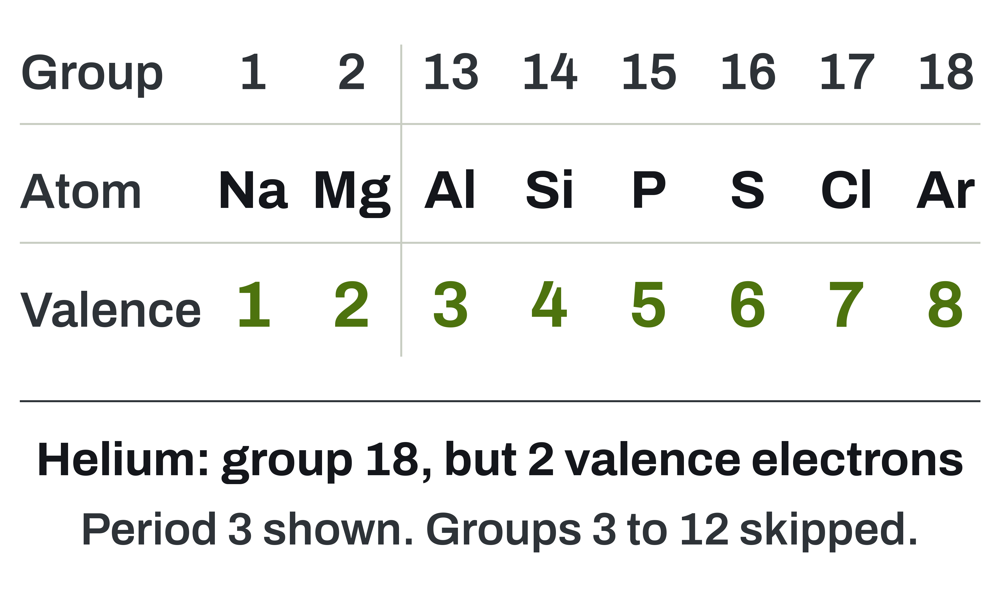 Group 1 2 13 14 15 16 17 18
Atom Na Mg Al Si P S Cl Ar
Valence 1 2 3 4 5 6 7 8
Helium: group 18, but 2 valence electrons
Period 3 shown. Groups 3 to 12 skipped.